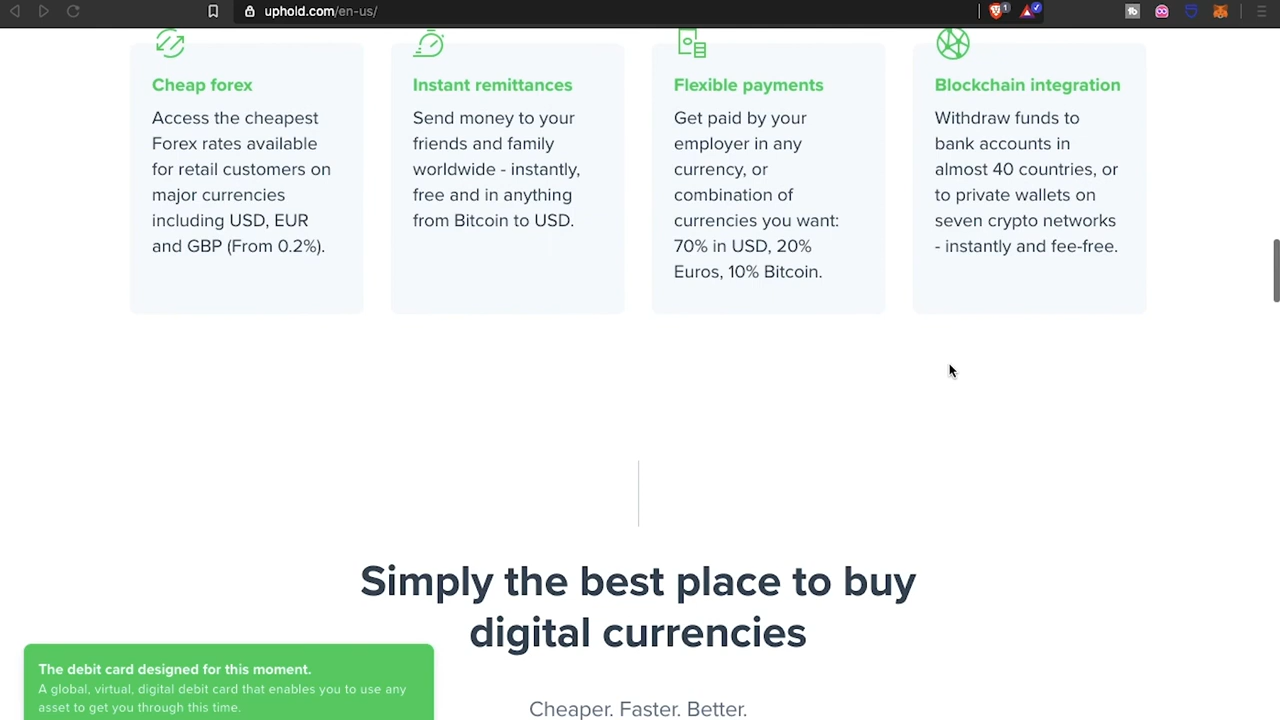 uphold.com/en-us/
1
Cheap forex
Access the cheapest
Forex rates available
for retail customers on
major currencies
including USD, EUR
and GBP (From 0.2%).
Instant remittances
Send money to your
friends and family
worldwide - instantly,
free and in anything
from Bitcoin to USD.
Flexible payments
Get paid by your
employer in any
currency, or
combination of
currencies you want:
70% in USD, 20%
Euros, 10% Bitcoin.
Blockchain integration
Withdraw funds to
bank accounts in
almost 40 countries, or
to private wallets on
seven crypto networks
- instantly and fee-free.
Simply the best place to buy
digital currencies
Cheaper. Faster. Better.
The debit card designed for this moment.
A global, virtual, digital debit card that enables you to use any
asset to get you through this time.